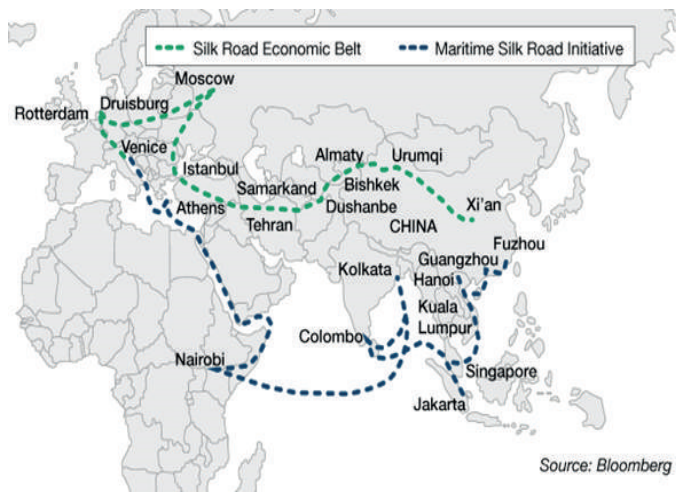 Silk Road Economic Belt
Maritime Silk Road Initiative
Moscow
Druisburg
Rotterdam
Venice
Istanbul
Almaty
Urumqi
Samarkand
Bishkek
Athens
Dushanbe
Xi'an
Tehran
CHINA
Fuzhou
Guangzhou
Kolkata
Hanoi
Kuala
Lumpur
Colombo
Nairobi
Singapore
Jakarta
Source: Bloomberg